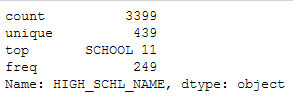 count 3399
unique 439
top SCHOOL 11
freq 249
Name: HIGH_SCHL_NAME, dtype: object